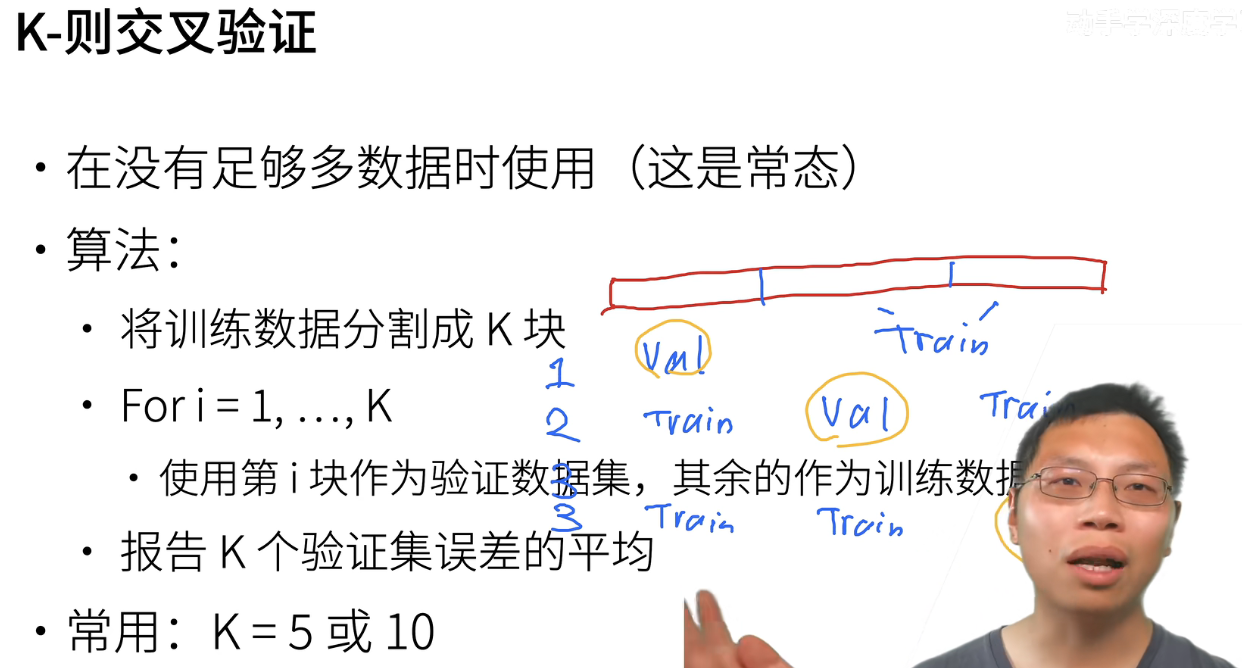 K-则交叉验证
• 在没有足够多数据时使用（这是常态）
• 算法：
• 将训练数据分割成 K 块
• For i = 1, …, K
• 使用第 i 块作为验证数据集，其余的作为训练数据
• 报告 K 个验证集误差的平均
• 常用：K = 5 或 10
1 Val Train
2 Train Val Train
3
3 Train Train